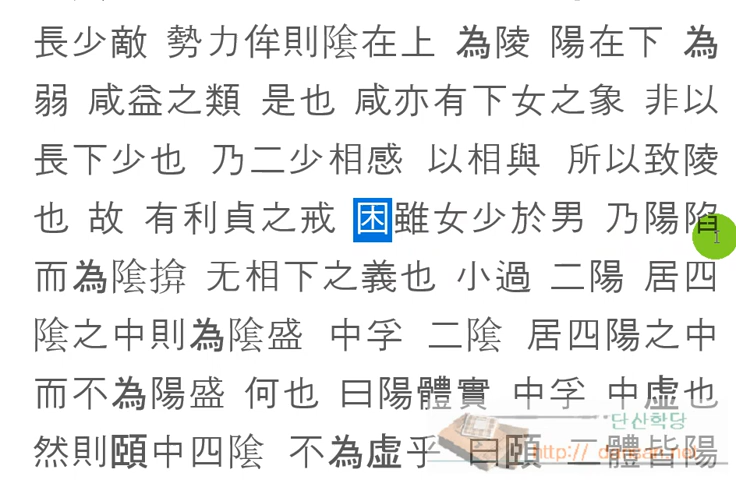 長少敵 勢力侔則陰在上 為陵 陽在下 為
弱 咸益之類 是也 咸亦有下女之象 非以
長下少也 乃二少相感 以相與 所以致陵
也 故 有利貞之戒 困雖女少於男 乃陽陷
而為陰揜 无相下之義也 小過 二陽 居四
陰之中則為陰盛 中孚 二陰 居四陽之中
而不為陽盛 何也 曰陽體實 中孚 中虛也
然則頤中四陰 不為虛乎 曰頤 二體皆陽
단산학당